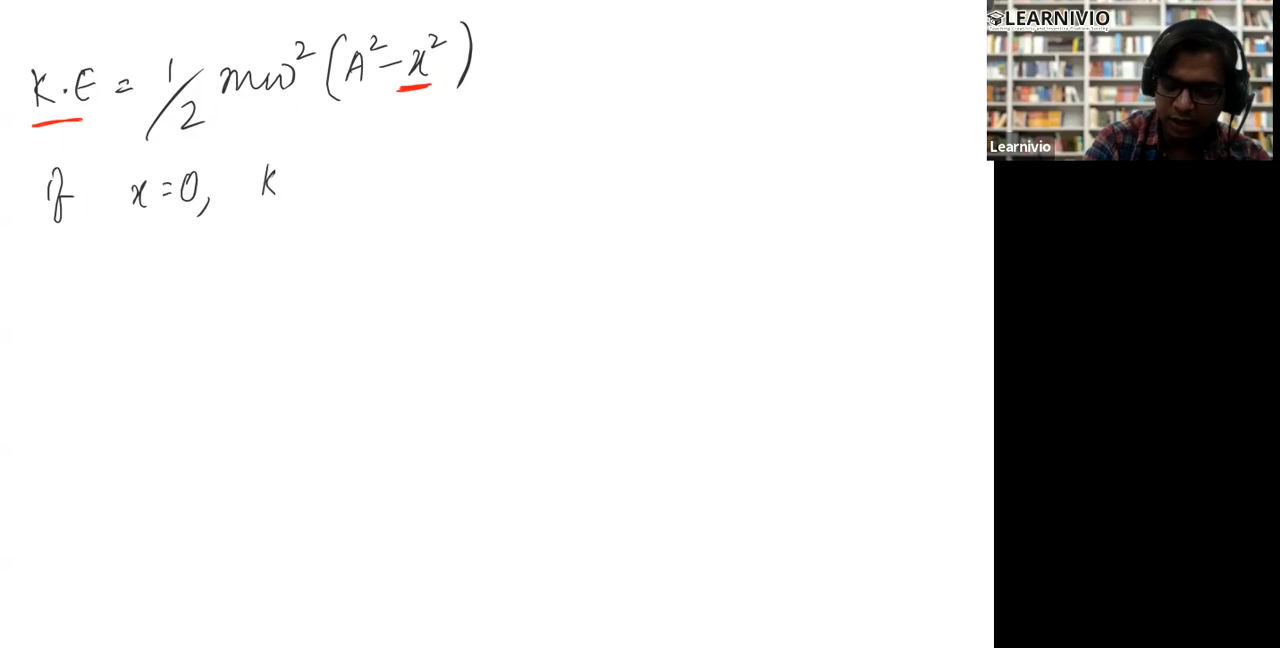 K.E = 1/2 mω² (A² - x²)
if x = 0, K
LEARNIVIO
Learnivio